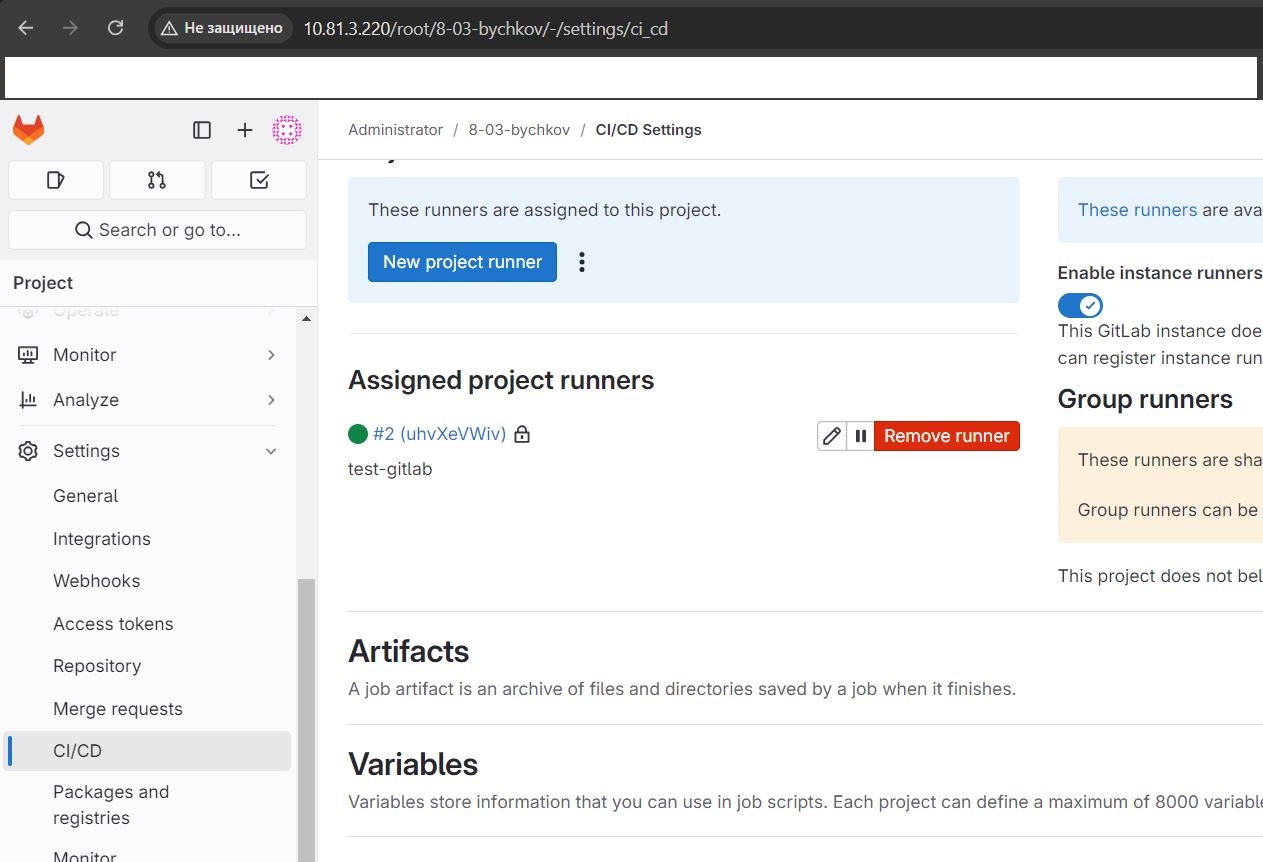 Не защищено
10.81.3.220/root/8-03-bychkov/-/settings/ci_cd
Administrator / 8-03-bychkov / CI/CD Settings
Search or go to...
Project
Operate
Monitor
Analyze
Settings
General
Integrations
Webhooks
Access tokens
Repository
Merge requests
CI/CD
Packages and
registries
Monitor
These runners are assigned to this project.
New project runner
Assigned project runners
#2 (uhvXeVWiv)
Remove runner
test-gitlab
These runners are ava
Enable instance runners
This GitLab instance doe
can register instance run
Group runners
These runners are sha
Group runners can be
This project does not bel
Artifacts
A job artifact is an archive of files and directories saved by a job when it finishes.
Variables
Variables store information that you can use in job scripts. Each project can define a maximum of 8000 variable